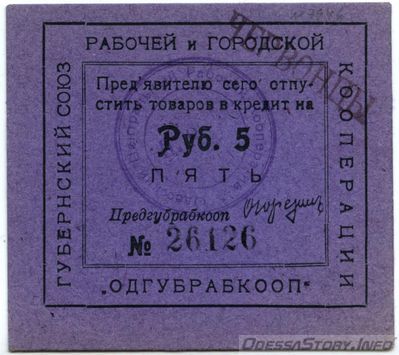 ГУБЕРНСКИЙ СОЮЗ
РАБОЧЕЙ и ГОРОДСКОЙ
КООПЕРАЦИИ
ЧЕРВОНЦЫ
Пред'явителю сего отпу-
стить товаров в кредит на
Руб. 5
ПЯТЬ
Предгубрабкооп
№ 26126
„ОДГУБРАБКООП"
OdessaStory.Info